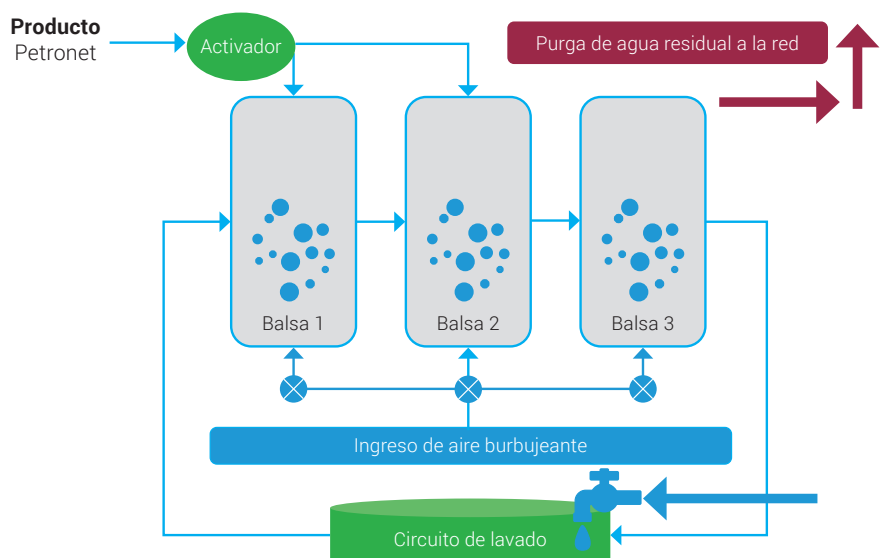 Producto
Petronet
Activador
Purga de agua residual a la red
Balsa 1
Balsa 2
Balsa 3
Ingreso de aire burbujeante
Circuito de lavado